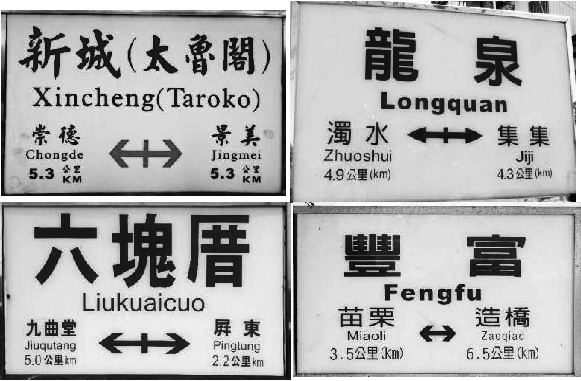 新城(太魯閣)
Xincheng(Taroko)
崇德 景美
Chongde Jingmei
5.3 公里 KM 5.3 公里 KM
龍泉
Longquan
濁水 集集
Zhuoshui Jiji
4.9公里(km) 4.3公里(km)
六塊厝
Liukuaicuo
九曲堂 屏東
Jiuqutang Pingtung
5.0公里km 2.2公里km
豐富
Fengfu
苗栗 造橋
Miaoli Zaoqiao
3.5公里(km) 6.5公里(km)